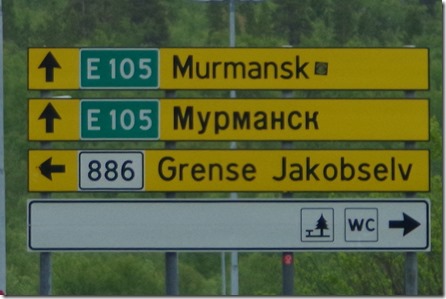 E 105 Murmansk
E 105 Мурманск
886 Grense Jakobselv
WC